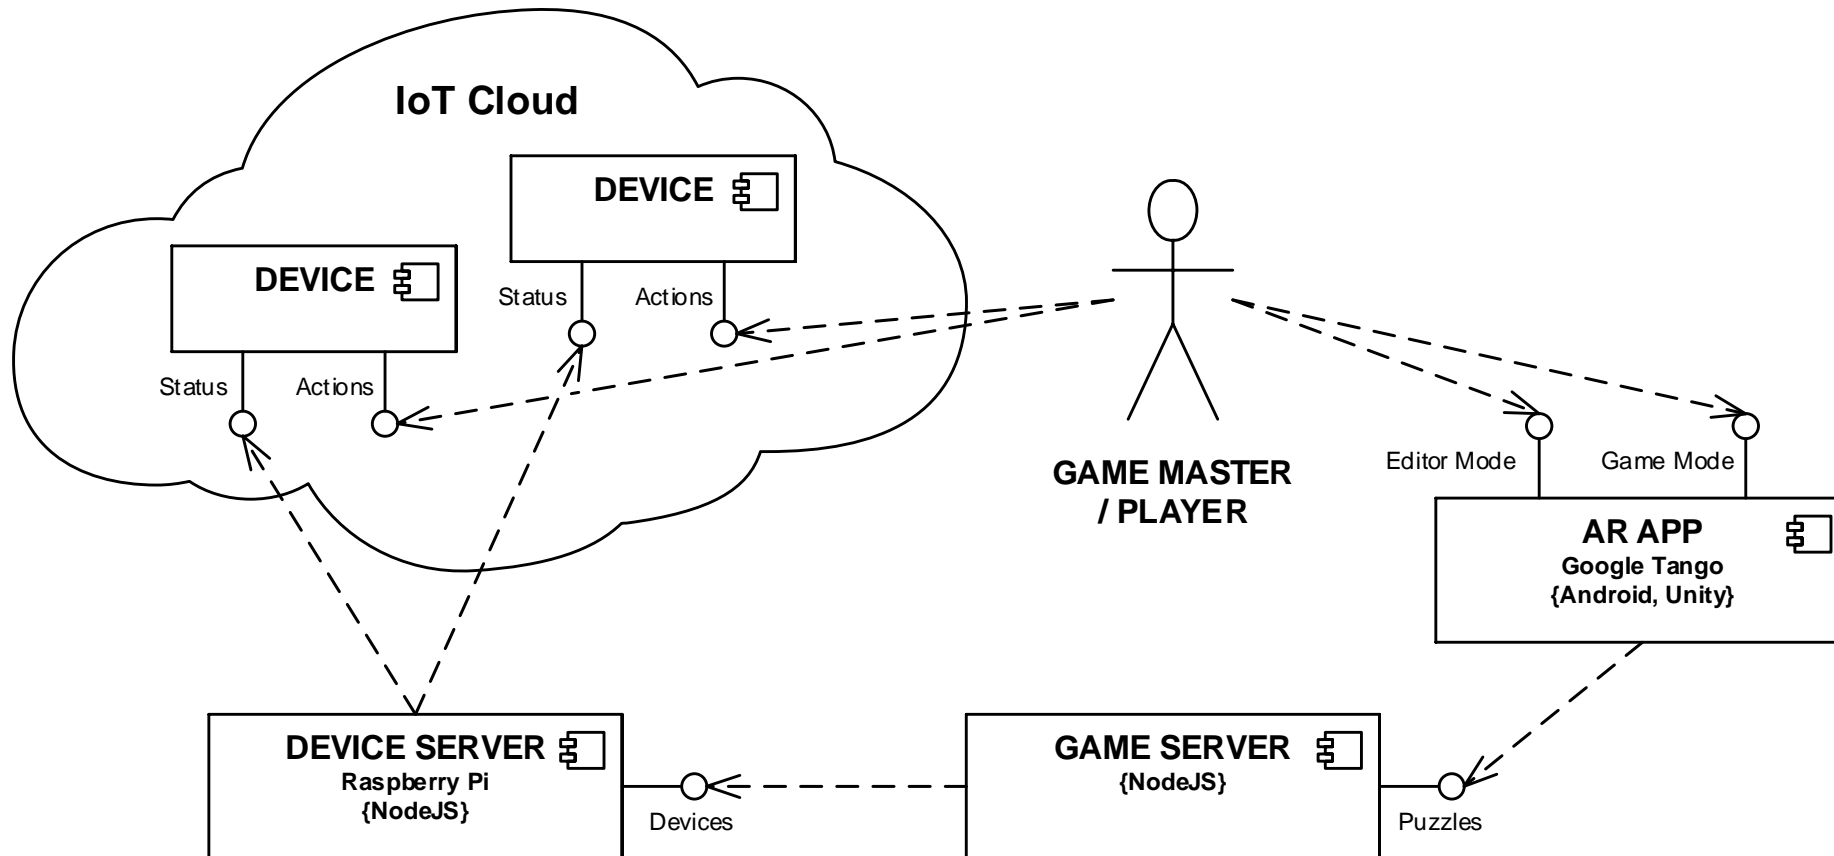 IoT Cloud
DEVICE
Status
Actions
DEVICE
Status
Actions
GAME MASTER
/ PLAYER
Editor Mode
Game Mode
AR APP
Google Tango
{Android, Unity}
DEVICE SERVER
Raspberry Pi
{NodeJS}
Devices
GAME SERVER
{NodeJS}
Puzzles